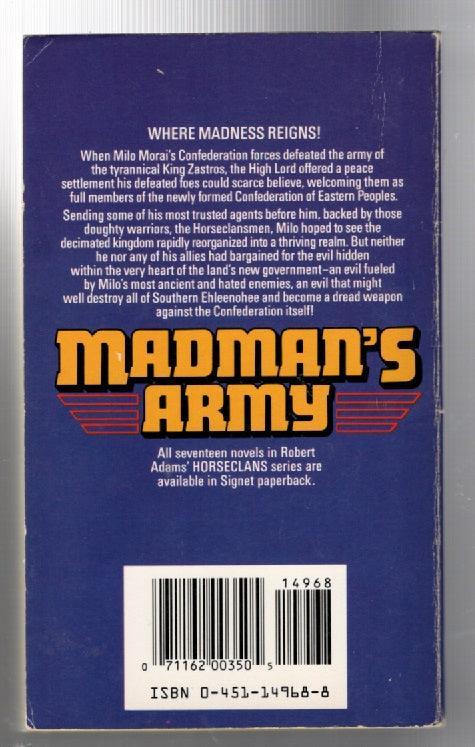 WHERE MADNESS REIGNS!
When Milo Morai's Confederation forces defeated the army of
the tyrannical King Zastros, the High Lord offered a peace
settlement his defeated foes could scarce believe, welcoming them as
full members of the newly formed Confederation of Eastern Peoples.
Sending some of his most trusted agents before him, backed by those
doughty warriors, the Horseclansmen, Milo hoped to see the
decimated kingdom rapidly reorganized into a thriving realm. But neither
he nor any of his allies had bargained for the evil hidden
within the very heart of the land's new government–an evil fueled
by Milo's most ancient and hated enemies, an evil that might
well destroy all of Southern Ehleenohee and become a dread weapon
against the Confederation itself!
MADMAN'S
ARMY
All seventeen novels in Robert
Adams' HORSECLANS series are
available in Signet paperback.
14968
0 71162 00350 5
ISBN 0-451-14968-8